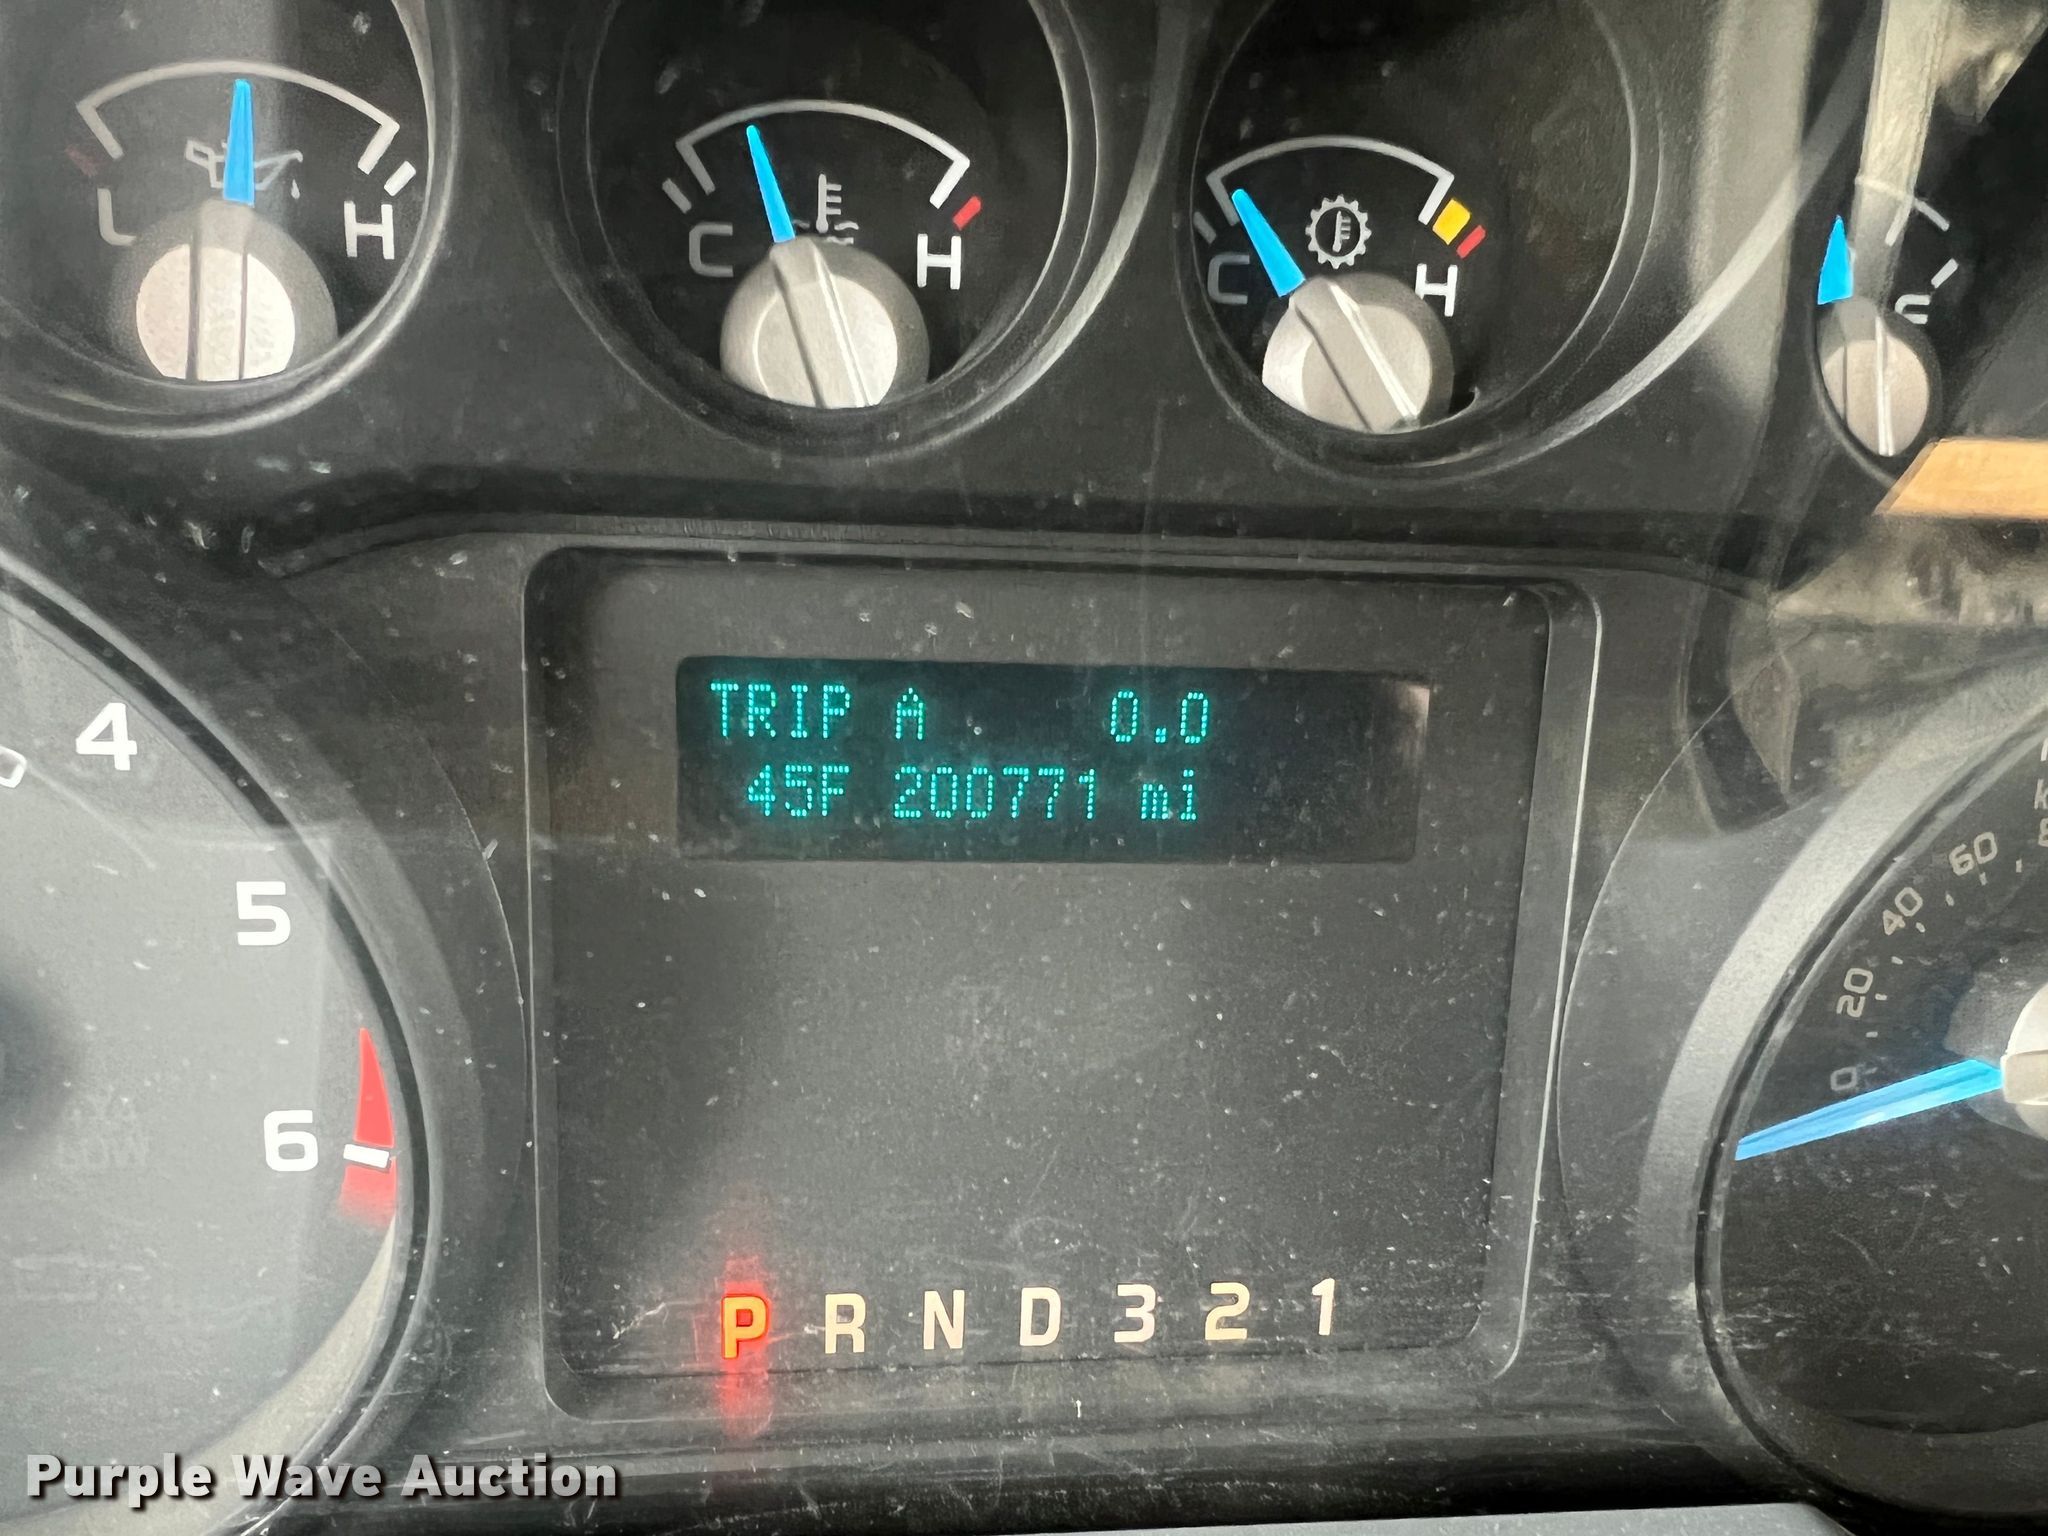 L H
C H
C H
TRIP A 0.0
45F 200771 mi
4
5
6
60
40
20
0
P R N D 3 2 1
Purple Wave Auction